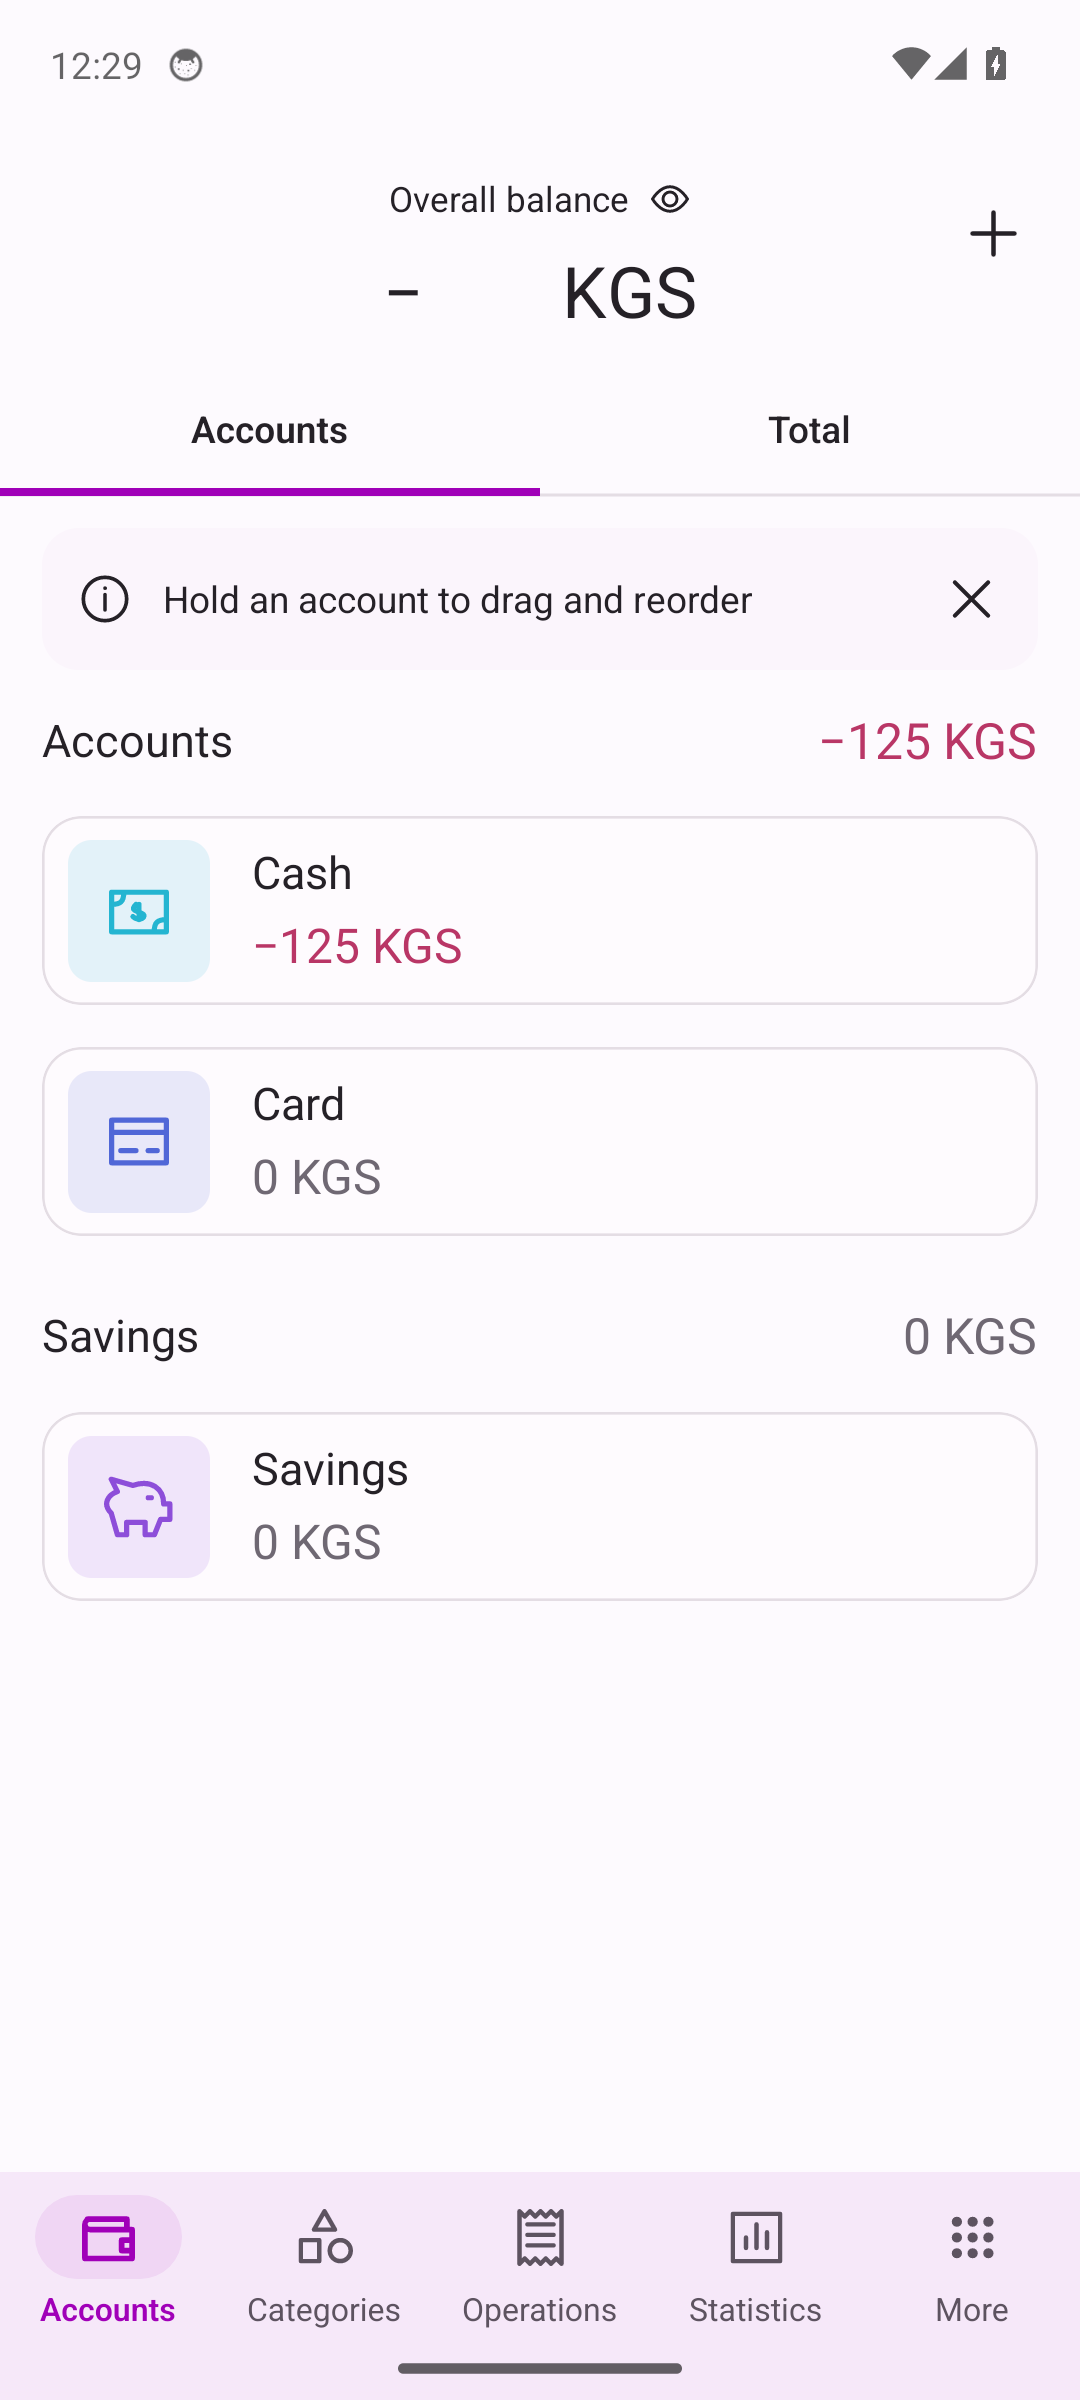 12:29
Overall balance
– KGS
Accounts
Total
Hold an account to drag and reorder
Accounts
–125 KGS
Cash
–125 KGS
Card
0 KGS
Savings
0 KGS
Savings
0 KGS
Accounts
Categories
Operations
Statistics
More